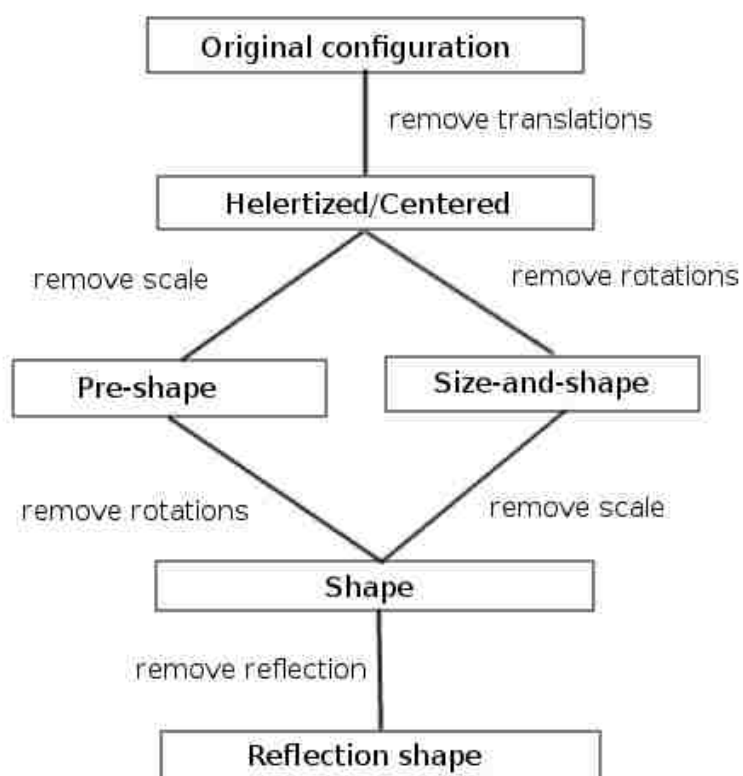 Original configuration
remove translations
Helertized/Centered
remove scale
remove rotations
Pre-shape
Size-and-shape
remove rotations
remove scale
Shape
remove reflection
Reflection shape